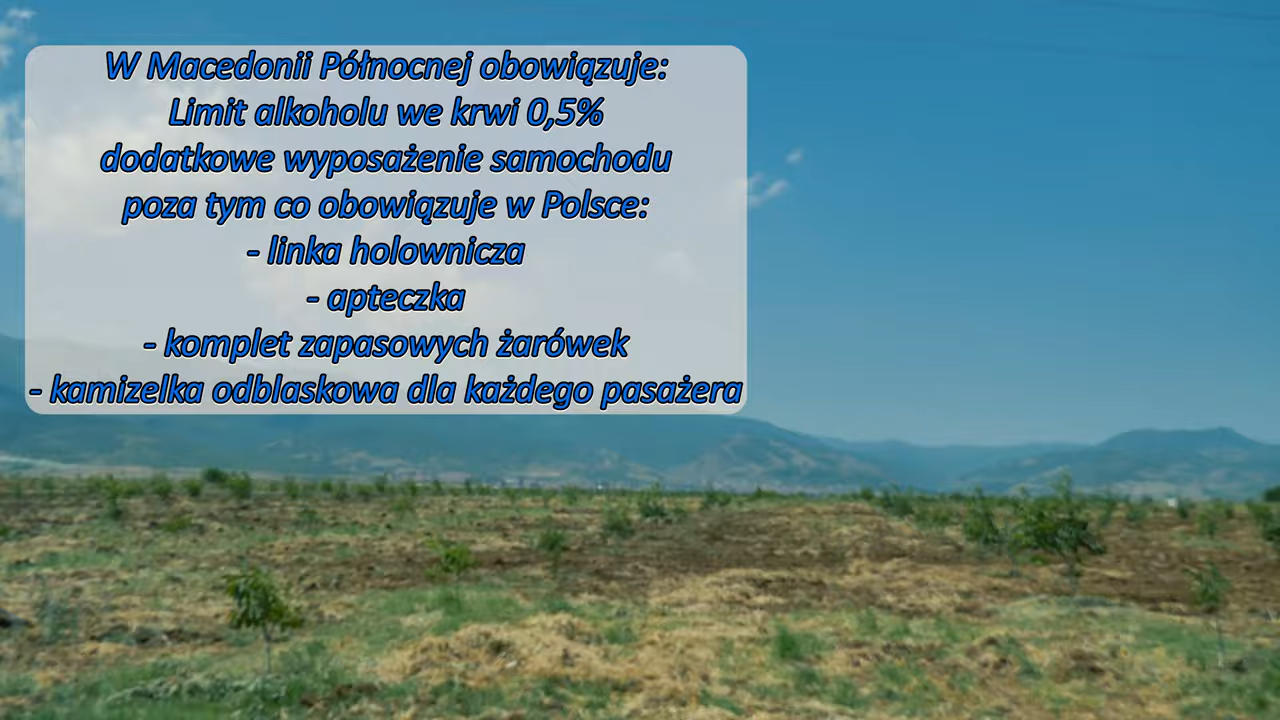 W Macedonii Północnej obowiązuje:
Limit alkoholu we krwi 0,5%
dodatkowe wyposażenie samochodu
poza tym co obowiązuje w Polsce:
- linka holownicza
- apteczka
- komplet zapasowych żarówek
- kamizelka odblaskowa dla każdego pasażera